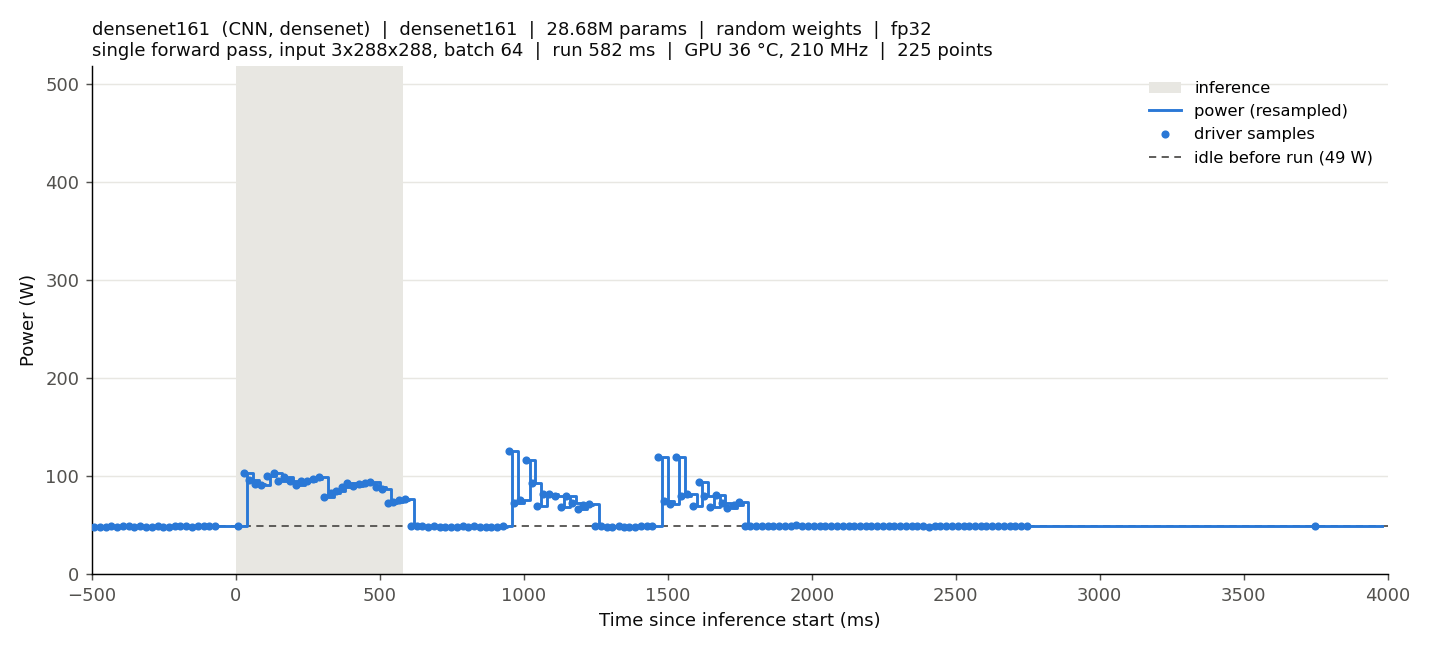 densenet161 (CNN, densenet) | densenet161 | 28.68M params | random weights | fp32
single forward pass, input 3x288x288, batch 64 | run 582 ms | GPU 36 °C, 210 MHz | 225 points
500
400
300
200
100
0
Power (W)
inference
power (resampled)
driver samples
idle before run (49 W)
−500
0
500
1000
1500
2000
2500
3000
3500
4000
Time since inference start (ms)